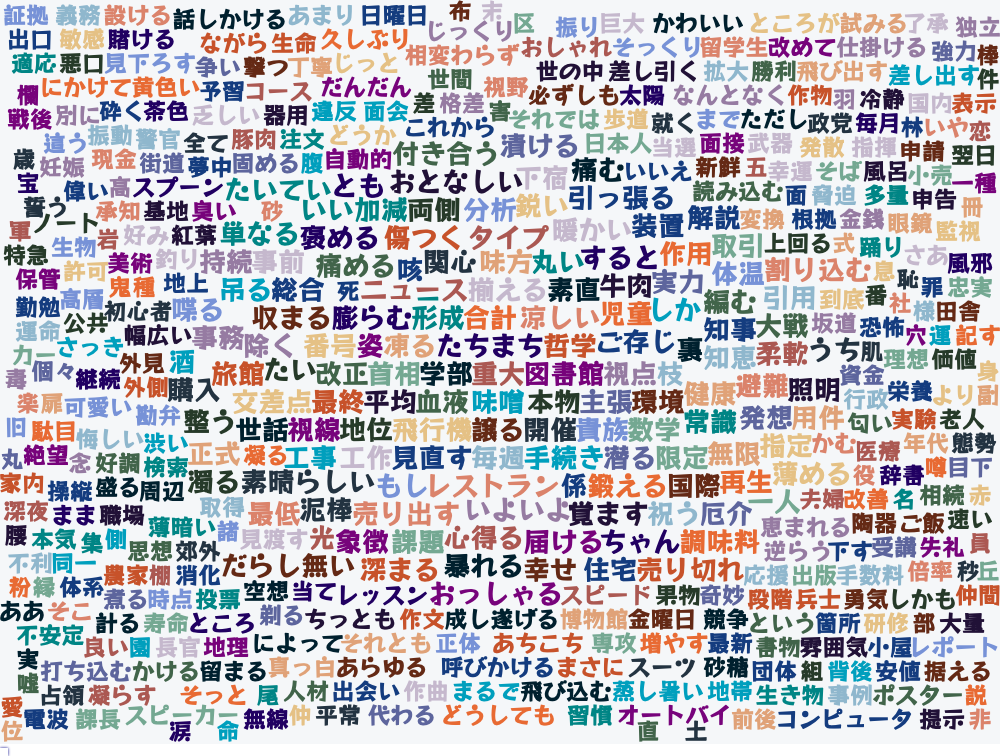 証拠 義務 設ける 話しかける あまり 日曜日 布 末 区 振り 巨大 かわいい ところが 試みる 了承 独立
出口 敏感 賭ける ながら 生命 久しぶり じっくり 相変わらず おしゃれ そっくり 留学生 改めて 仕掛ける 強力 棒
適応 悪口 見下ろす 争い 撃つ 丁寧 じっと 世間 視野 世の中 差し引く 拡大 勝利 飛び出す 差し出す 件
欄 にかけて 黄色い 予習 コース だんだん 差 格差 害 必ずしも 太陽 なんとなく 作物 羽 冷静 国内 表示
戦後 別に 砕く 茶色 乏しい 器用 違反 面会 これから それでは 歩道 就く まで ただし 政党 毎月 林 いや 恋
違う 振動 警官 全て 豚肉 注文 どうか 付き合う 漬ける 日本人 当選 面接 武器 発散 指揮 申請 翌日
歳 妊娠 現金 街道 夢中 固める 腹 自動的 おとなしい 下宿 痛む いいえ 新鮮 五 幸運 そば 風呂 小売 一種
宝 偉い 高 スプーン たいてい とも 引っ張る 読み込む 面 脅迫 多量 申告 冊
誓う ノート 承知 基地 臭い 砂 いい加減 両側 分析 鋭い 装置 解説 変換 根拠 金銭 眼鏡 監視
軍 岩 好み 紅葉 単なる 褒める 傷つく タイプ 暖かい 取引 上回る 式 踊り さあ
特急 生物 美術 釣り 持続 事前 痛める 咳 関心 味方 丸い すると 作用 体温 割り込む 息 恥 風邪
保管 許可 鬼種 地上 吊る 総合 死 ニュース 揃える 素直 牛肉 実力 編む 引用 到底 番 社 罪 忠実
勤勉 高層 初心者 喋る 収まる 膨らむ 形成 合計 涼しい 児童 しか 知事 大戦 坂道 恐怖 様 田舎
運命 公共 幅広い 事務 除く 番号 姿 凍る たちまち 哲学 ご存じ 裏 知恵 柔軟 うち 肌 穴 運 記す
カー さっき 外見 酒 旅館 たい 改正 首相 学部 重大 図書館 視点 枝 資金 理想 価値
毒 個々 継続 外側 購入 交差点 最終 平均 血液 味噌 本物 主張 環境 健康 避難 照明 行政 栄養 より 身 副
楽 扉 可愛い 勘弁 整う 世話 視線 地位 飛行機 譲る 開催 貴族 数学 常識 発想 用件 匂い 実験 老人
旧 駄目 悔しい 渋い 正式 凝る 工事 工作 見直す 毎週 手続き 潜る 限定 無限 指定 かむ 医療 年代 態勢
丸 絶望 念 好調 検索 濁る 素晴らしい もし レストラン 係 鍛える 国際 再生 薄める 役 辞書 噂 目下
家内 操縦 盛る 周辺 取得 最低 泥棒 売り出す いよいよ 覚ます 祝う 厄介 一人 夫婦 改善 名 相続 赤
深夜 まま 職場 薄暗い 諸 見渡す 光 象徴 課題 心得る 届ける ちゃん 調味料 恵まれる 陶器 ご飯 速い
腰 本気 集 側 思想 郊外 だらし無い 深まる 暴れる 幸せ 住宅 売り切れ 逆らう 下す 受講 失礼 員
不利 同一 農家 棚 消化 空想 当て レッスン おっしゃる スピード 果物 奇妙 応援 出版 手数料 倍率 秒 丘
粉 縁 体系 煮る 時点 投票 剃る ちっとも 作文 成し遂げる 博物館 金曜日 競争 段階 兵士 勇気 しかも 仲間
ああ そこ 計る 寿命 ところ によって それとも 正体 あちこち 専攻 増やす 最新 という 箇所 研修 部 大量
不安定 良い 園 長官 地理 真っ白 あらゆる 呼びかける まさに スーツ 砂糖 書物 雰囲気 小屋 レポート
実 打ち込む かける 留まる そっと 尾 人材 出会い 作曲 まるで 飛び込む 蒸し暑い 地帯 団体 組 背後 安値 据える
嘘 占領 凝らす 生き物 事例 ポスター 説
愛 電波 課長 スピーカー 無線 仲 平常 代わる どうしても 習慣 オートバイ 前後 コンピュータ 提示 非
位 涙 命 直 土